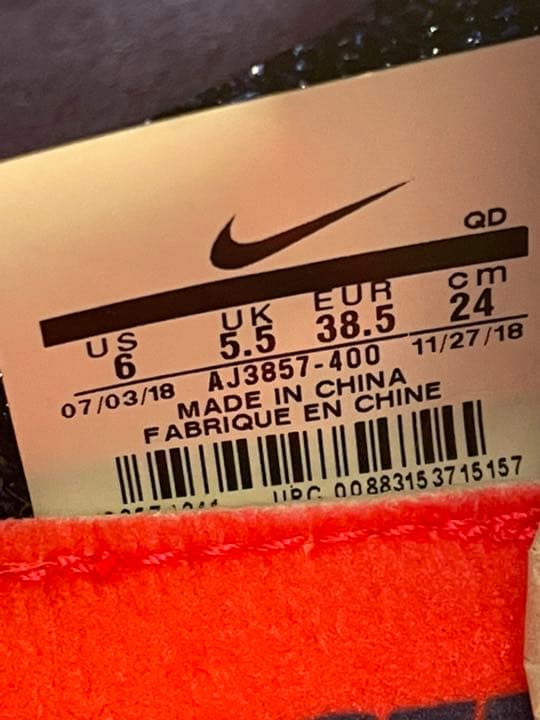 QD
US UK EUR cm
6 5.5 38.5 24
07/03/18 AJ3857-400 11/27/18
MADE IN CHINA
FABRIQUE EN CHINE
UPC 00883153715157